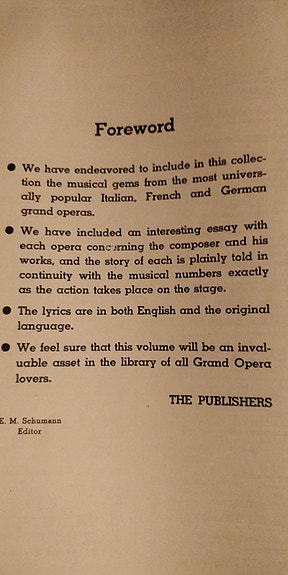 Foreword
● We have endeavored to include in this collec-
tion the musical gems from the most univers-
ally popular Italian, French and German
grand operas.
● We have included an interesting essay with
each opera concerning the composer and his
works, and the story of each is plainly told in
continuity with the musical numbers exactly
as the action takes place on the stage.
● The lyrics are in both English and the original
language.
● We feel sure that this volume will be an inval-
uable asset in the library of all Grand Opera
lovers.
THE PUBLISHERS
E. M. Schumann
Editor